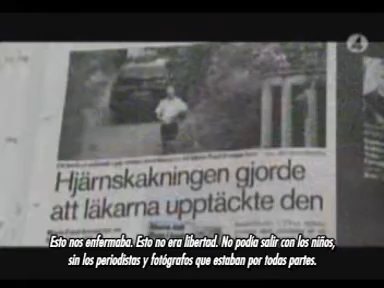 4
Hjärnskakningen gjorde
att läkarna upptäckte den
Esto nos enfermaba. Esto no era libertad. No podía salir con los niños,
sin los periodistas y fotógrafos que estaban por todas partes.